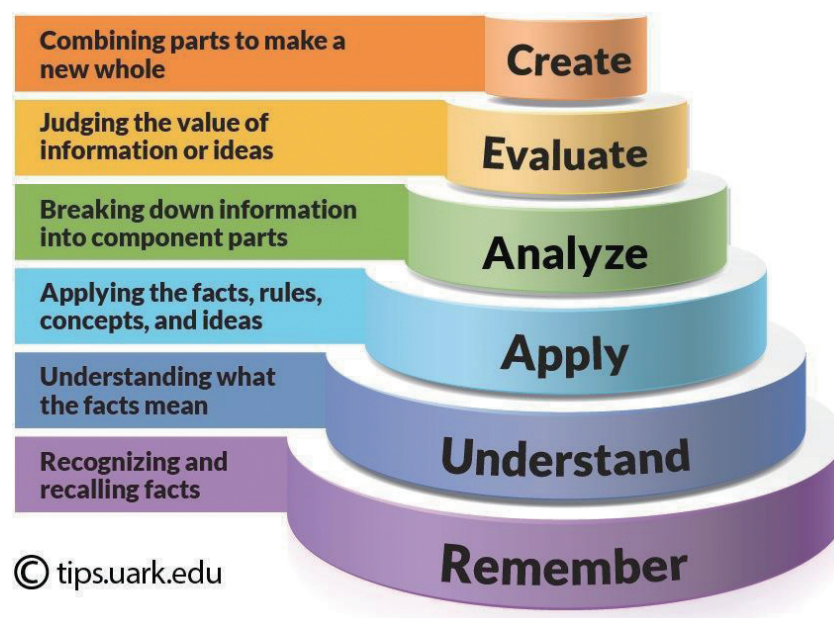 Combining parts to make a
new whole
Create
Judging the value of
information or ideas
Evaluate
Breaking down information
into component parts
Analyze
Applying the facts, rules,
concepts, and ideas
Apply
Understanding what
the facts mean
Understand
Recognizing and
recalling facts
Remember
© tips.uark.edu